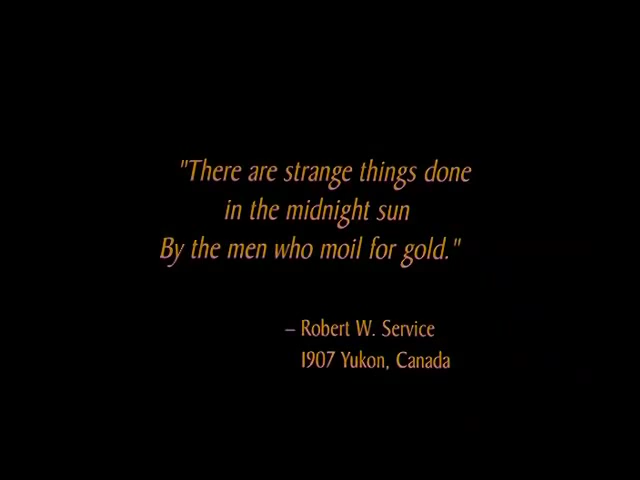 "There are strange things done
in the midnight sun
By the men who moil for gold."
– Robert W. Service
1907 Yukon, Canada